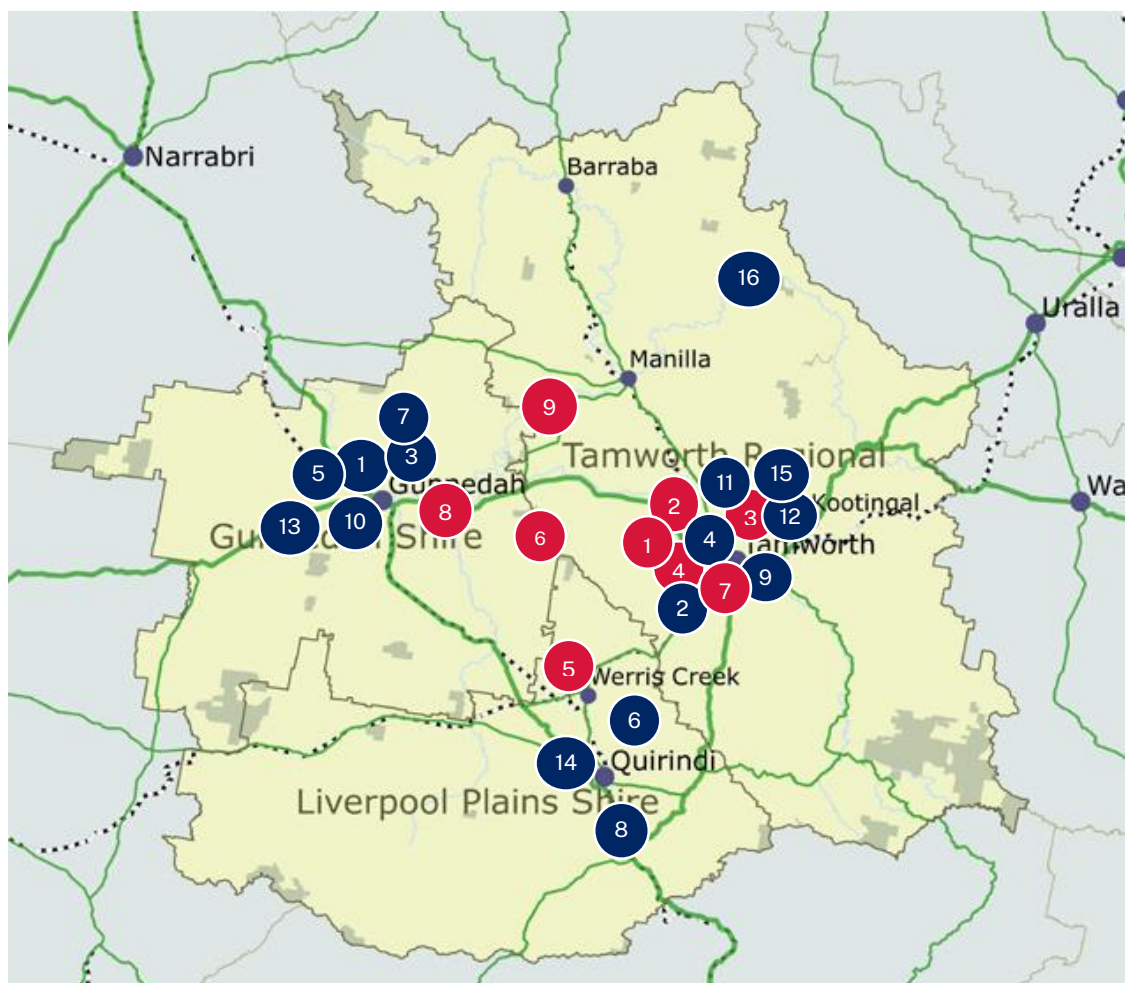 Narrabri
Barraba
16
Uralla
Manilla
9
7
Tamworth Regional
3
1
5
15
11
Gunnedah
Wa
2
Kootingal
8
3
12
10
13
Gunnedah Shire
6
4
1
Tamworth
4
9
7
2
5
Werris Creek
6
14
Quirindi
Liverpool Plains Shire
8